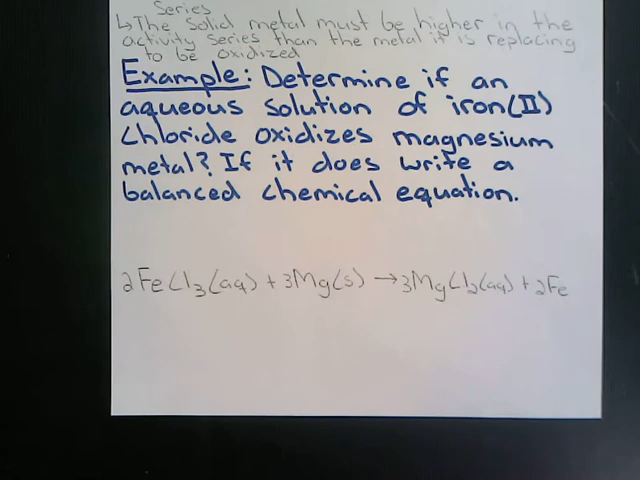 Series
↳The Solid metal must be higher in the
activity series than the metal it is replacing
to be oxidized
Example: Determine if an
aqueous solution of iron(II)
chloride oxidizes magnesium
metal? If it does write a
balanced chemical equation.
2FeCl3(aq) + 3Mg(s) → 3MgCl2(aq) + 2Fe